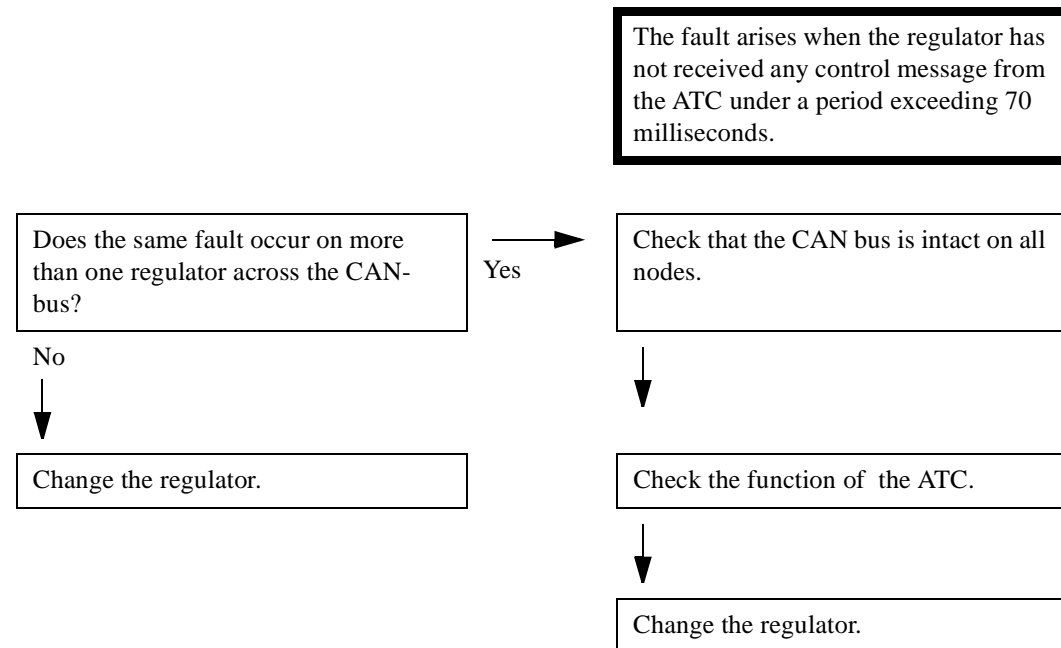 The fault arises when the regulator has
not received any control message from
the ATC under a period exceeding 70
milliseconds.
Does the same fault occur on more
than one regulator across the CAN-
bus?
Yes
Check that the CAN bus is intact on all
nodes.
No
Change the regulator.
Check the function of  the ATC.
Change the regulator.